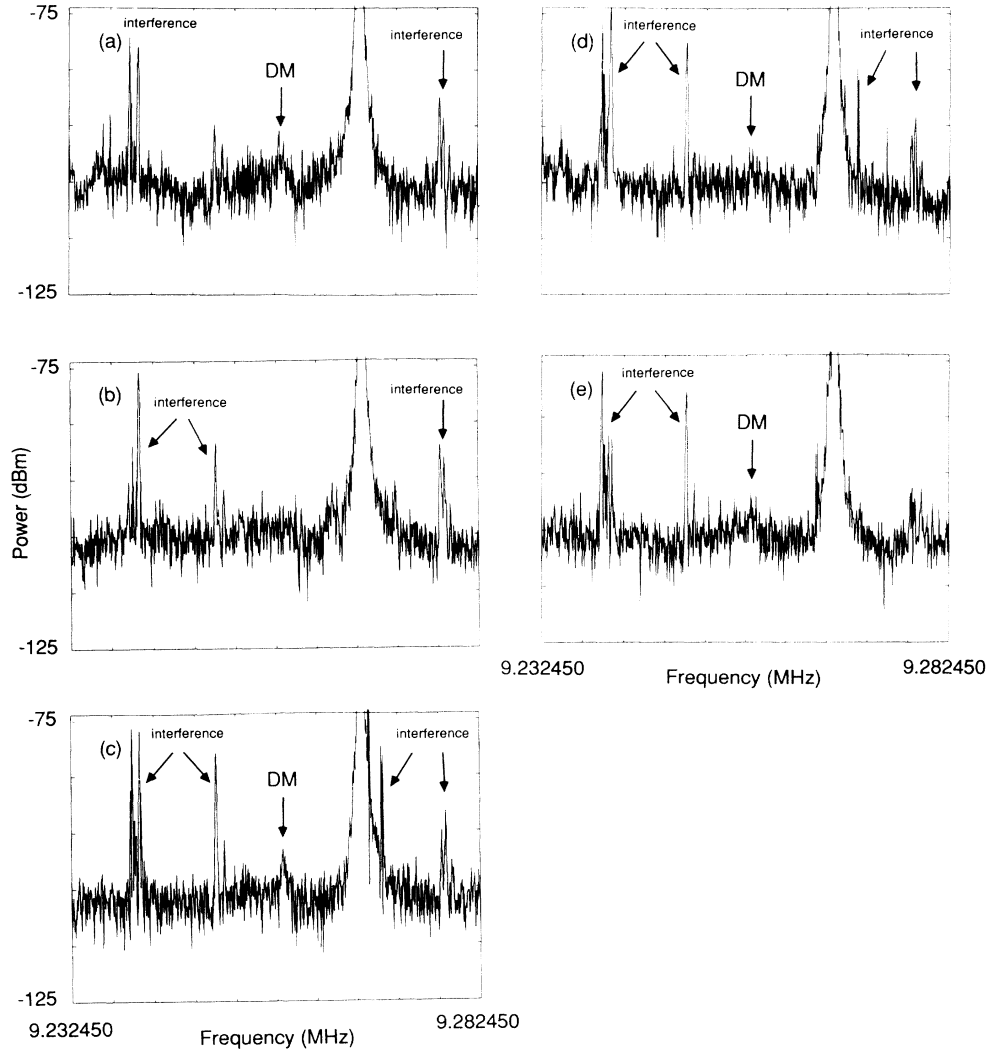 -75
(a)
interference
DM
interference
-125
(d)
interference
DM
interference
-75
(b)
interference
interference
Power (dBm)
-125
(e)
interference
DM
9.232450
Frequency (MHz)
9.282450
-75
(c)
interference
DM
interference
-125
9.232450
Frequency (MHz)
9.282450